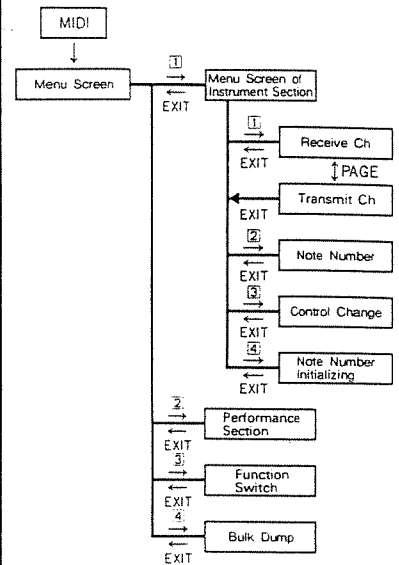 MIDI
Menu Screen
1
EXIT
Menu Screen of
Instrument Section
1
EXIT
Receive Ch
PAGE
EXIT
Transmit Ch
2
EXIT
Note Number
3
EXIT
Control Change
4
EXIT
Note Number
Initializing
2
EXIT
Performance
Section
3
EXIT
Function
Switch
4
EXIT
Bulk Dump